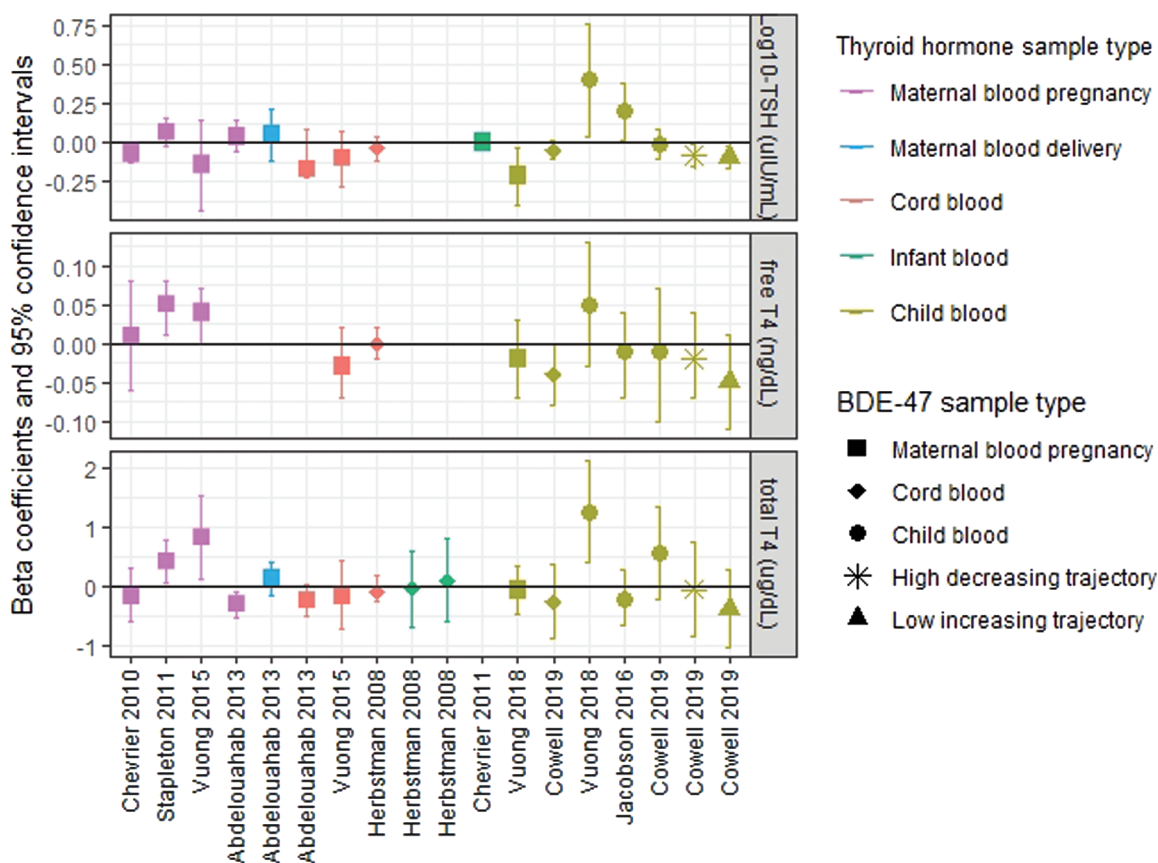 Beta coefficients and 95% confidence intervals
0.75
0.50
0.25
0.00
-0.25
Log10-TSH (uIU/mL)
0.10
0.05
0.00
-0.05
-0.10
free T4 (ng/dL)
2
1
0
-1
total T4 (ug/dL)
Chevrier 2010
Stapleton 2011
Vuong 2015
Abdelouahab 2013
Abdelouahab 2013
Abdelouahab 2013
Vuong 2015
Herbstman 2008
Herbstman 2008
Herbstman 2008
Chevrier 2011
Vuong 2018
Cowell 2019
Vuong 2018
Jacobson 2016
Cowell 2019
Cowell 2019
Cowell 2019
Thyroid hormone sample type
Maternal blood pregnancy
Maternal blood delivery
Cord blood
Infant blood
Child blood
BDE-47 sample type
Maternal blood pregnancy
Cord blood
Child blood
High decreasing trajectory
Low increasing trajectory